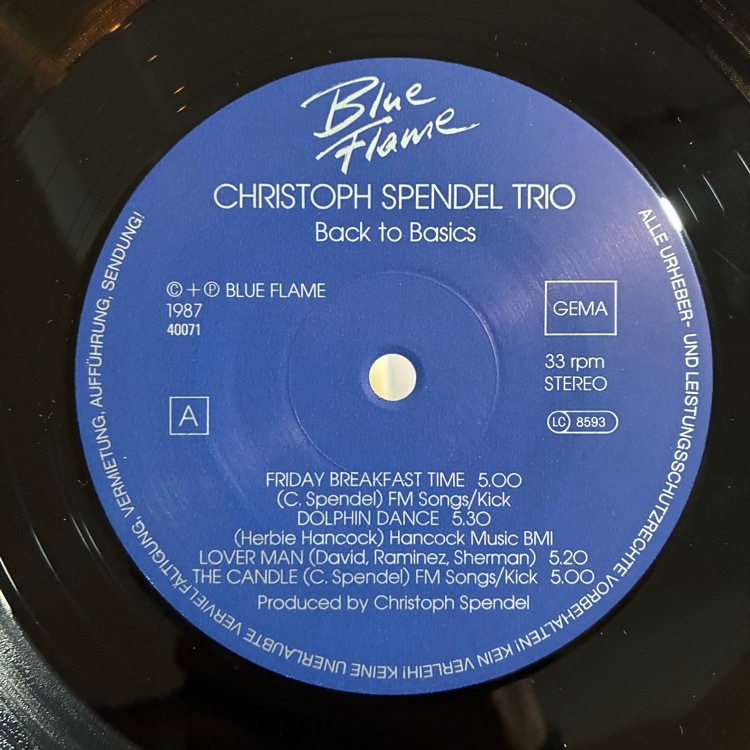 Blue
Flame
CHRISTOPH SPENDEL TRIO
Back to Basics
© + ℗ BLUE FLAME
1987
40071
GEMA
33 rpm
STEREO
LC 8593
A
FRIDAY BREAKFAST TIME 5.00
(C. Spendel) FM Songs/Kick
DOLPHIN DANCE 5.30
(Herbie Hancock) Hancock Music BMI
LOVER MAN (David, Raminez, Sherman) 5.20
THE CANDLE (C. Spendel) FM Songs/Kick 5.00
Produced by Christoph Spendel
ALLE URHEBER- UND LEISTUNGSSCHUTZRECHTE VORBEHALTEN! KEIN VERLEIH! KEINE UNERLAUBTE VERVIELFÄLTIGUNG, VERMIETUNG, AUFFÜHRUNG, SENDUNG!